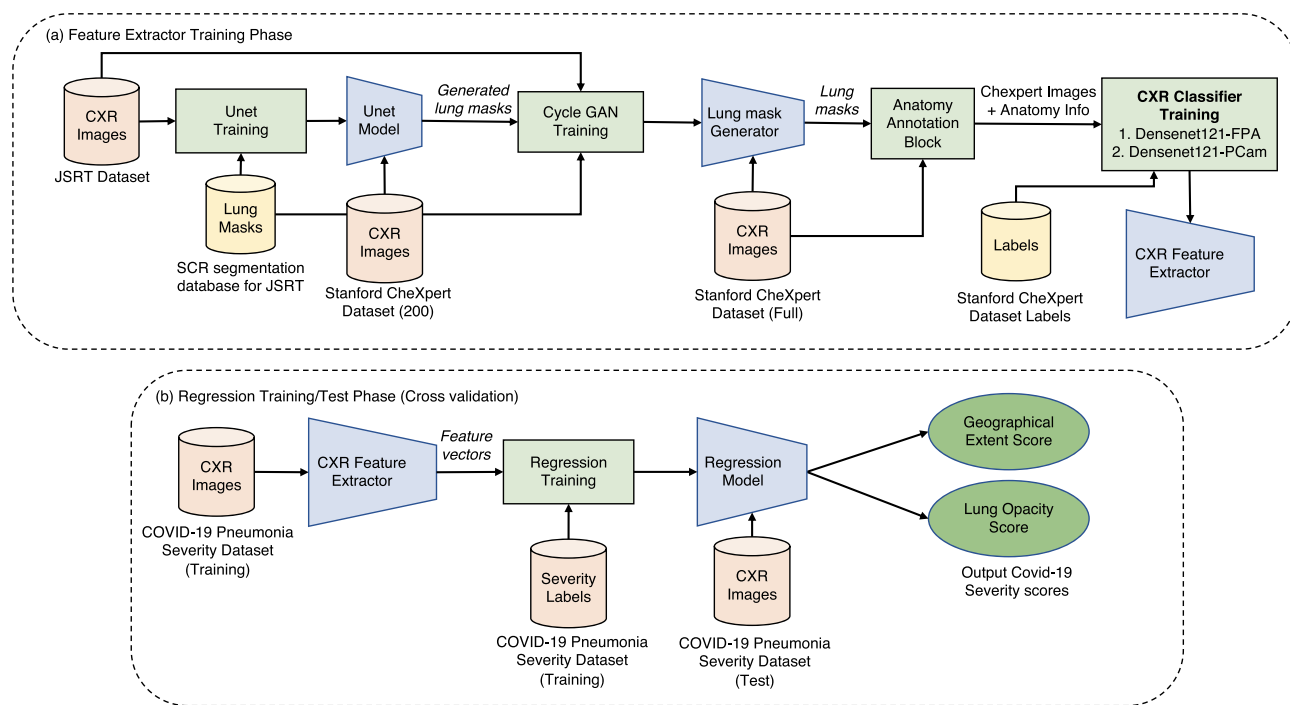 (a) Feature Extractor Training Phase
CXR
Images
JSRT Dataset
Unet
Training
Lung
Masks
SCR segmentation
database for JSRT
Unet
Model
Generated
lung masks
CXR
Images
Stanford CheXpert
Dataset (200)
Cycle GAN
Training
Lung mask
Generator
Lung
masks
CXR
Images
Stanford CheXpert
Dataset (Full)
Anatomy
Annotation
Block
Chexpert Images
+ Anatomy Info
Labels
Stanford CheXpert
Dataset Labels
CXR Classifier
Training
1. Densenet121-FPA
2. Densenet121-PCam
CXR Feature
Extractor
(b) Regression Training/Test Phase (Cross validation)
CXR
Images
COVID-19 Pneumonia
Severity Dataset
(Training)
CXR Feature
Extractor
Feature
vectors
Regression
Training
Severity
Labels
COVID-19 Pneumonia
Severity Dataset
(Training)
Regression
Model
CXR
Images
COVID-19 Pneumonia
Severity Dataset
(Test)
Geographical
Extent Score
Lung Opacity
Score
Output Covid-19
Severity scores